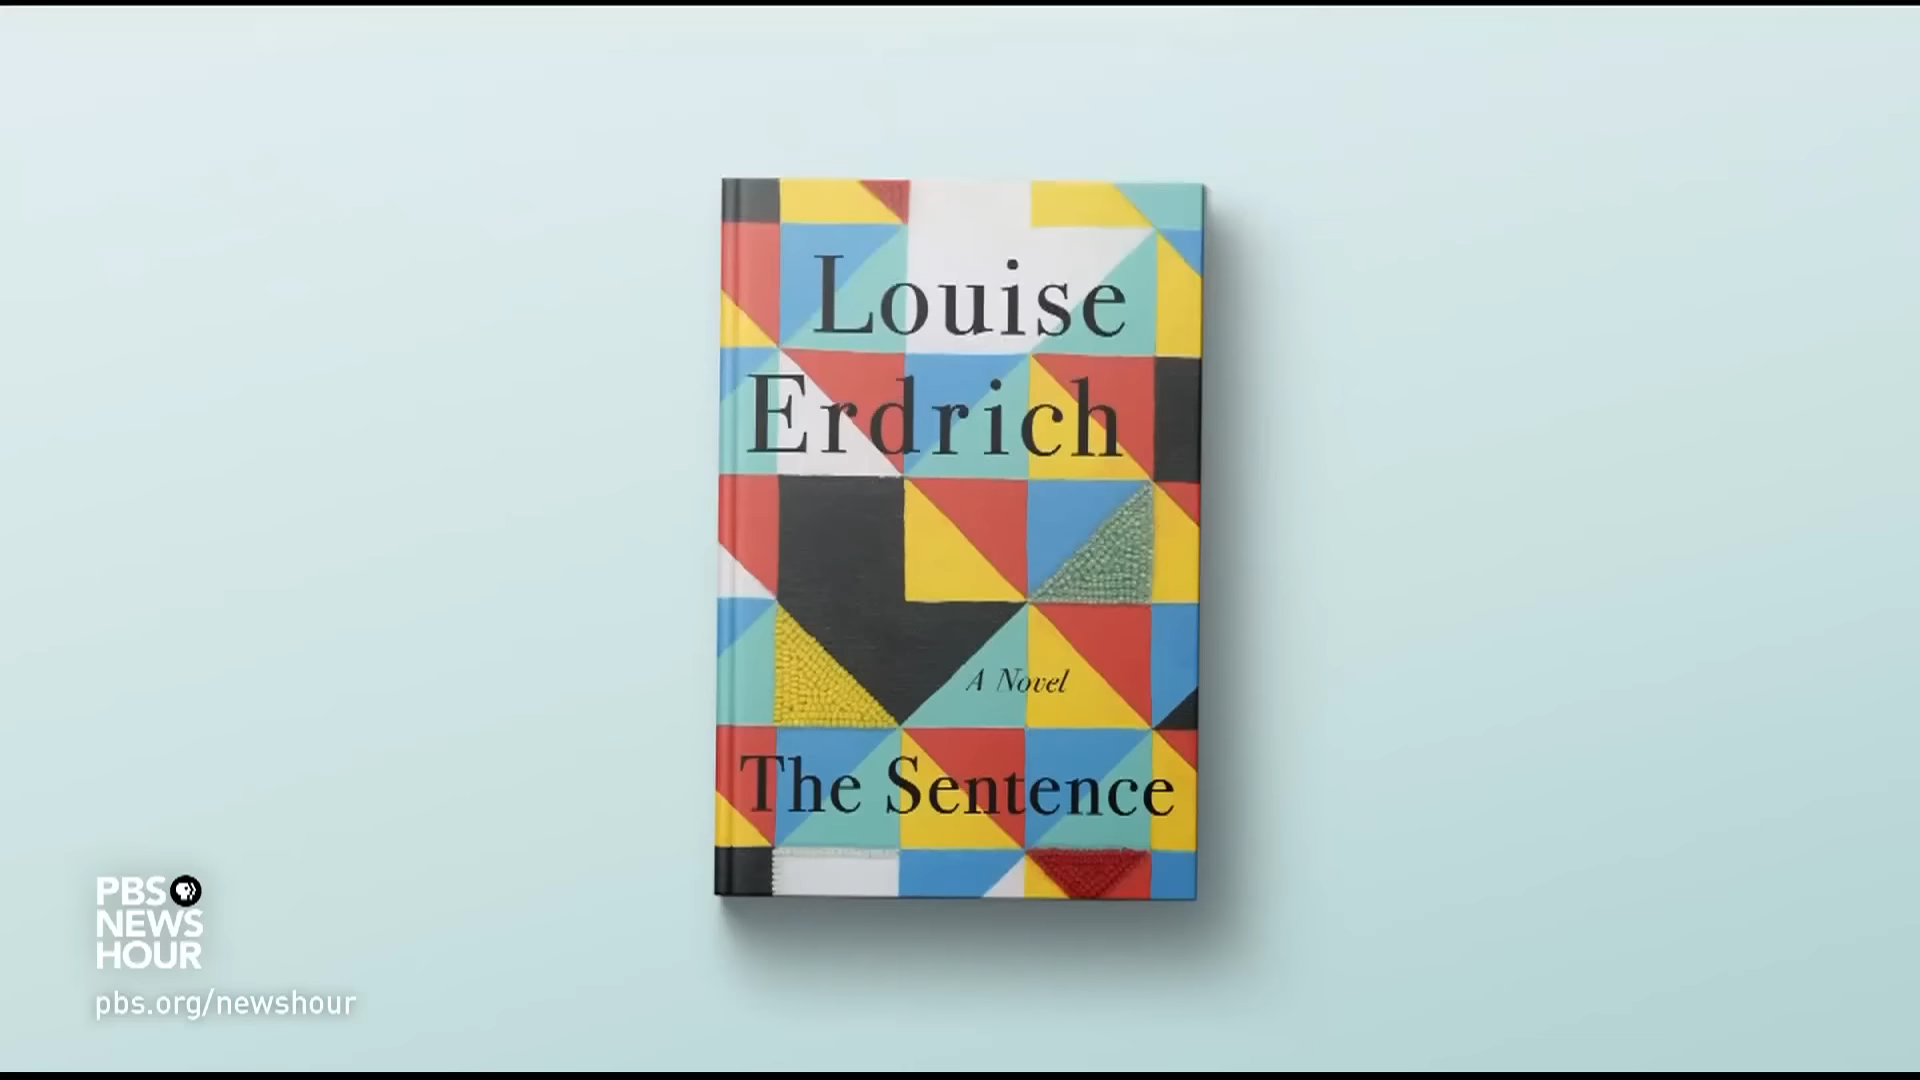 Louise
Erdrich
A Novel
The Sentence
PBS
NEWS
HOUR
pbs.org/newshour